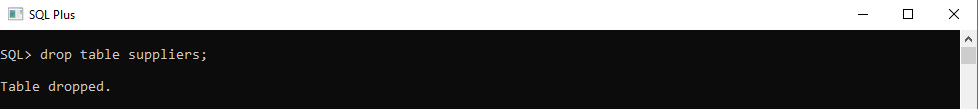 SQL Plus
SQL> drop table suppliers;
Table dropped.